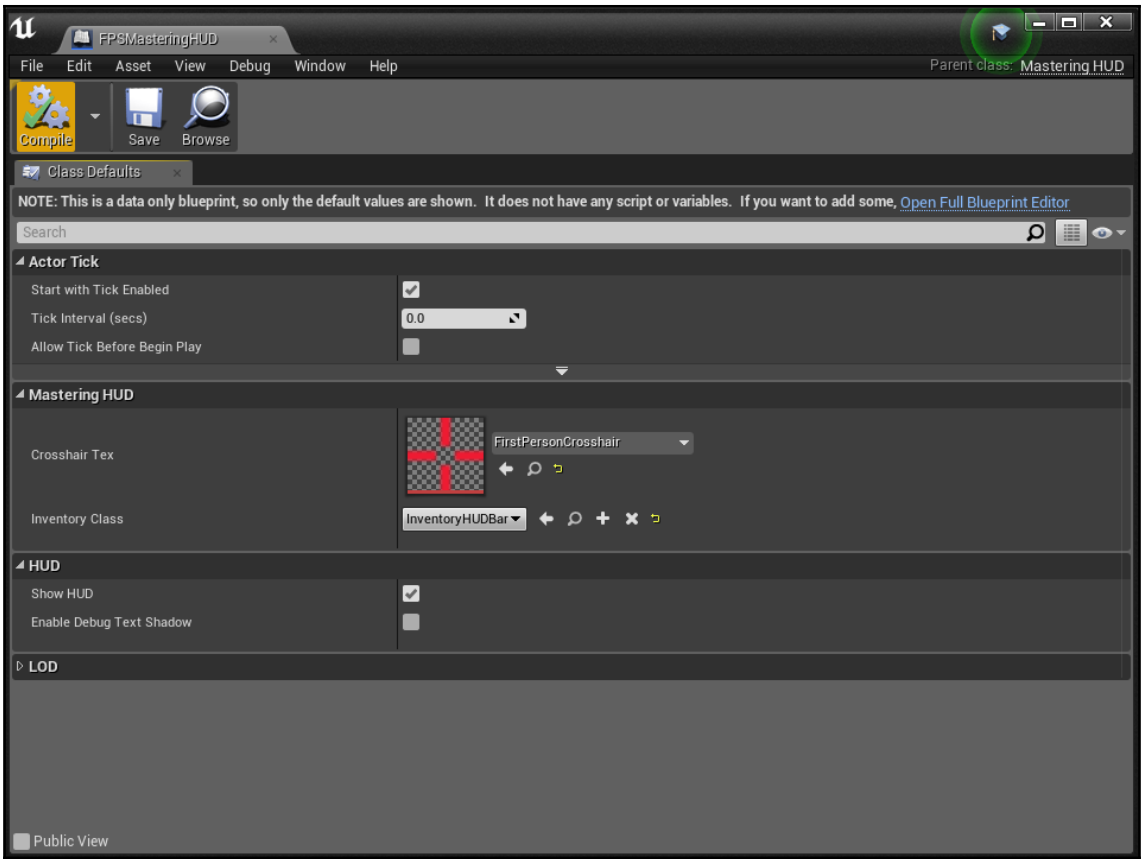 FPSMasteringHUD
File Edit Asset View Debug Window Help
Parent class: Mastering HUD
Compile Save Browse
Class Defaults
NOTE: This is a data only blueprint, so only the default values are shown. It does not have any script or variables. If you want to add some, Open Full Blueprint Editor
Search
Actor Tick
Start with Tick Enabled
Tick Interval (secs) 0.0
Allow Tick Before Begin Play
Mastering HUD
Crosshair Tex FirstPersonCrosshair
Inventory Class InventoryHUDBar
HUD
Show HUD
Enable Debug Text Shadow
LOD
Public View